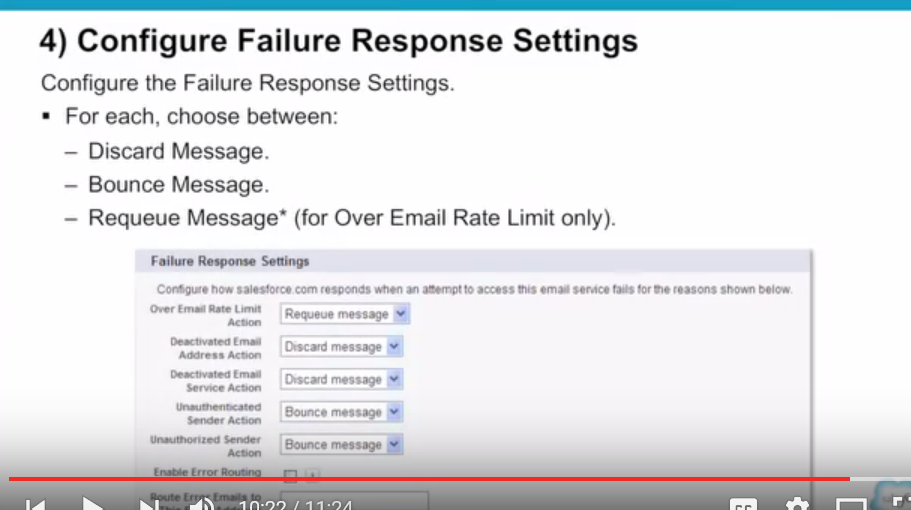 4) Configure Failure Response Settings
Configure the Failure Response Settings.
▪ For each, choose between:
– Discard Message.
– Bounce Message.
– Requeue Message* (for Over Email Rate Limit only).
Failure Response Settings
Configure how salesforce.com responds when an attempt to access this email service fails for the reasons shown below.
Over Email Rate Limit
Action
Requeue message
Deactivated Email
Address Action
Discard message
Deactivated Email
Service Action
Discard message
Unauthenticated
Sender Action
Bounce message
Unauthorized Sender
Action
Bounce message
Enable Error Routing
Route Error Emails to
10:22 / 11:24
CC